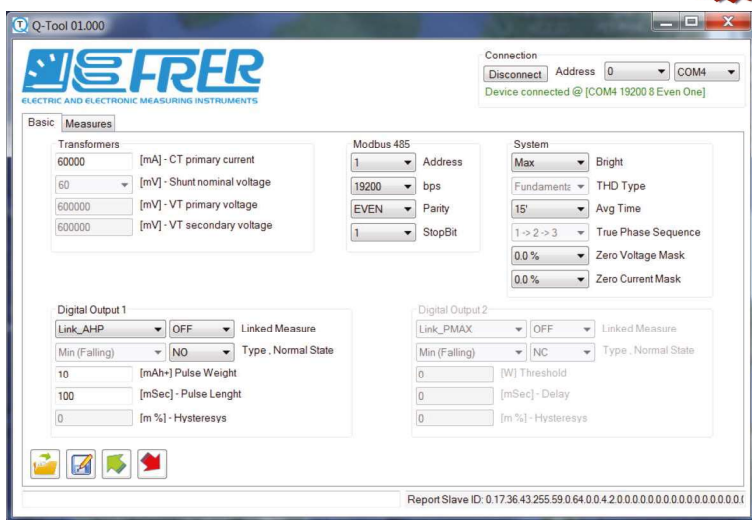 Q-Tool 01.000
FRER
ELECTRIC AND ELECTRONIC MEASURING INSTRUMENTS
Connection
Disconnect Address 0 COM4
Device connected @ [COM4 19200 8 Even One]
Basic Measures
Transformers
60000 [mA] - CT primary current
60 [mV] - Shunt nominal voltage
600000 [mV] - VT primary voltage
600000 [mV] - VT secondary voltage
Modbus 485
1 Address
19200 bps
EVEN Parity
1 StopBit
System
Max Bright
Fundamenta THD Type
15' Avg Time
1 -> 2 -> 3 True Phase Sequence
0.0 % Zero Voltage Mask
0.0 % Zero Current Mask
Digital Output 1
Link_AHP OFF Linked Measure
Min (Falling) NO Type , Normal State
10 [mAh+] Pulse Weight
100 [mSec] - Pulse Lenght
0 [m %] - Hysteresys
Digital Output 2
Link_PMAX OFF Linked Measure
Min (Falling) NC Type , Normal State
0 [W] Threshold
0 [mSec] - Delay
0 [m %] - Hysteresys
Report Slave ID: 0.17.36.43.255.59.0.64.0.0.4.2.0.0.0.0.0.0.0.0.0.0.0.0.0.0.0.0.(